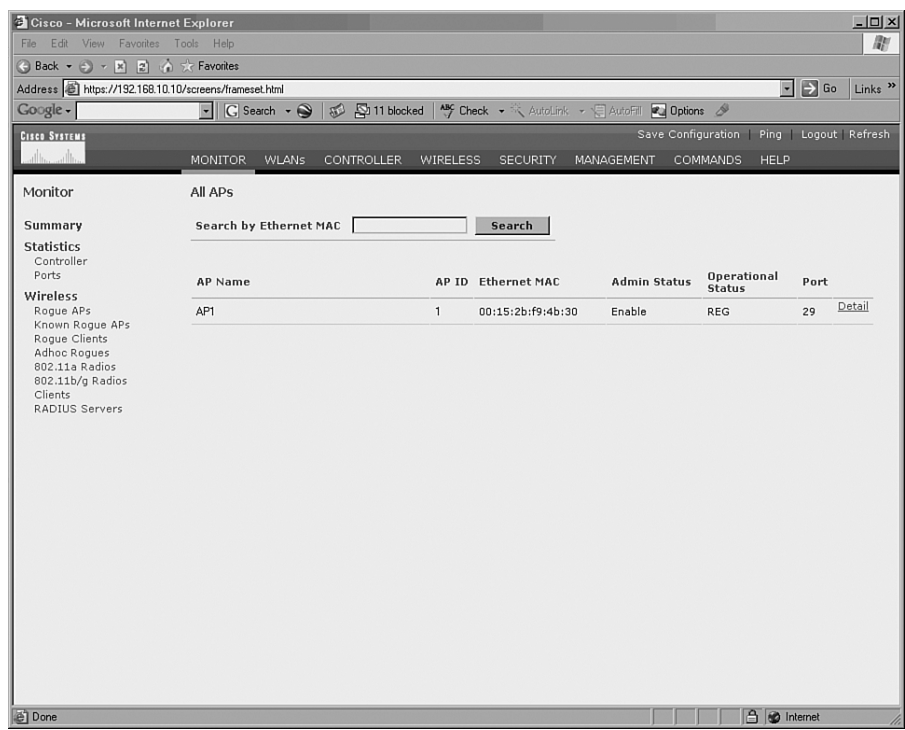 Cisco - Microsoft Internet Explorer
File Edit View Favorites Tools Help
Back Favorites
Address https://192.168.10.10/screens/frameset.html Go Links »
Google Search 11 blocked ABC Check AutoLink AutoFill Options
CISCO SYSTEMS
Save Configuration | Ping | Logout | Refresh
MONITOR WLANs CONTROLLER WIRELESS SECURITY MANAGEMENT COMMANDS HELP
Monitor
Summary
Statistics
Controller
Ports
Wireless
Rogue APs
Known Rogue APs
Rogue Clients
Adhoc Rogues
802.11a Radios
802.11b/g Radios
Clients
RADIUS Servers
All APs
Search by Ethernet MAC Search
AP Name AP ID Ethernet MAC Admin Status Operational Status Port
AP1 1 00:15:2b:f9:4b:30 Enable REG 29 Detail
Done Internet